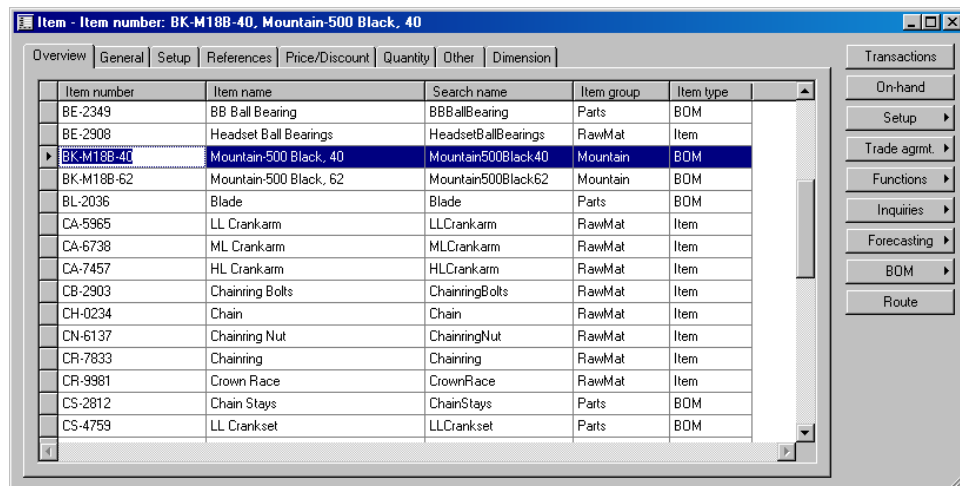 Item - Item number: BK-M18B-40, Mountain-500 Black, 40
Overview General Setup References Price/Discount Quantity Other Dimension
Item number Item name Search name Item group Item type
BE-2349 BB Ball Bearing BBBallBearing Parts BOM
BE-2908 Headset Ball Bearings HeadsetBallBearings RawMat Item
BK-M18B-40 Mountain-500 Black, 40 Mountain500Black40 Mountain BOM
BK-M18B-62 Mountain-500 Black, 62 Mountain500Black62 Mountain BOM
BL-2036 Blade Blade Parts BOM
CA-5965 LL Crankarm LLCrankarm RawMat Item
CA-6738 ML Crankarm MLCrankarm RawMat Item
CA-7457 HL Crankarm HLCrankarm RawMat Item
CB-2903 Chainring Bolts ChainringBolts RawMat Item
CH-0234 Chain Chain RawMat Item
CN-6137 Chainring Nut ChainringNut RawMat Item
CR-7833 Chainring Chainring RawMat Item
CR-9981 Crown Race CrownRace RawMat Item
CS-2812 Chain Stays ChainStays Parts BOM
CS-4759 LL Crankset LLCrankset Parts BOM
Transactions
On-hand
Setup
Trade agrmt.
Functions
Inquiries
Forecasting
BOM
Route